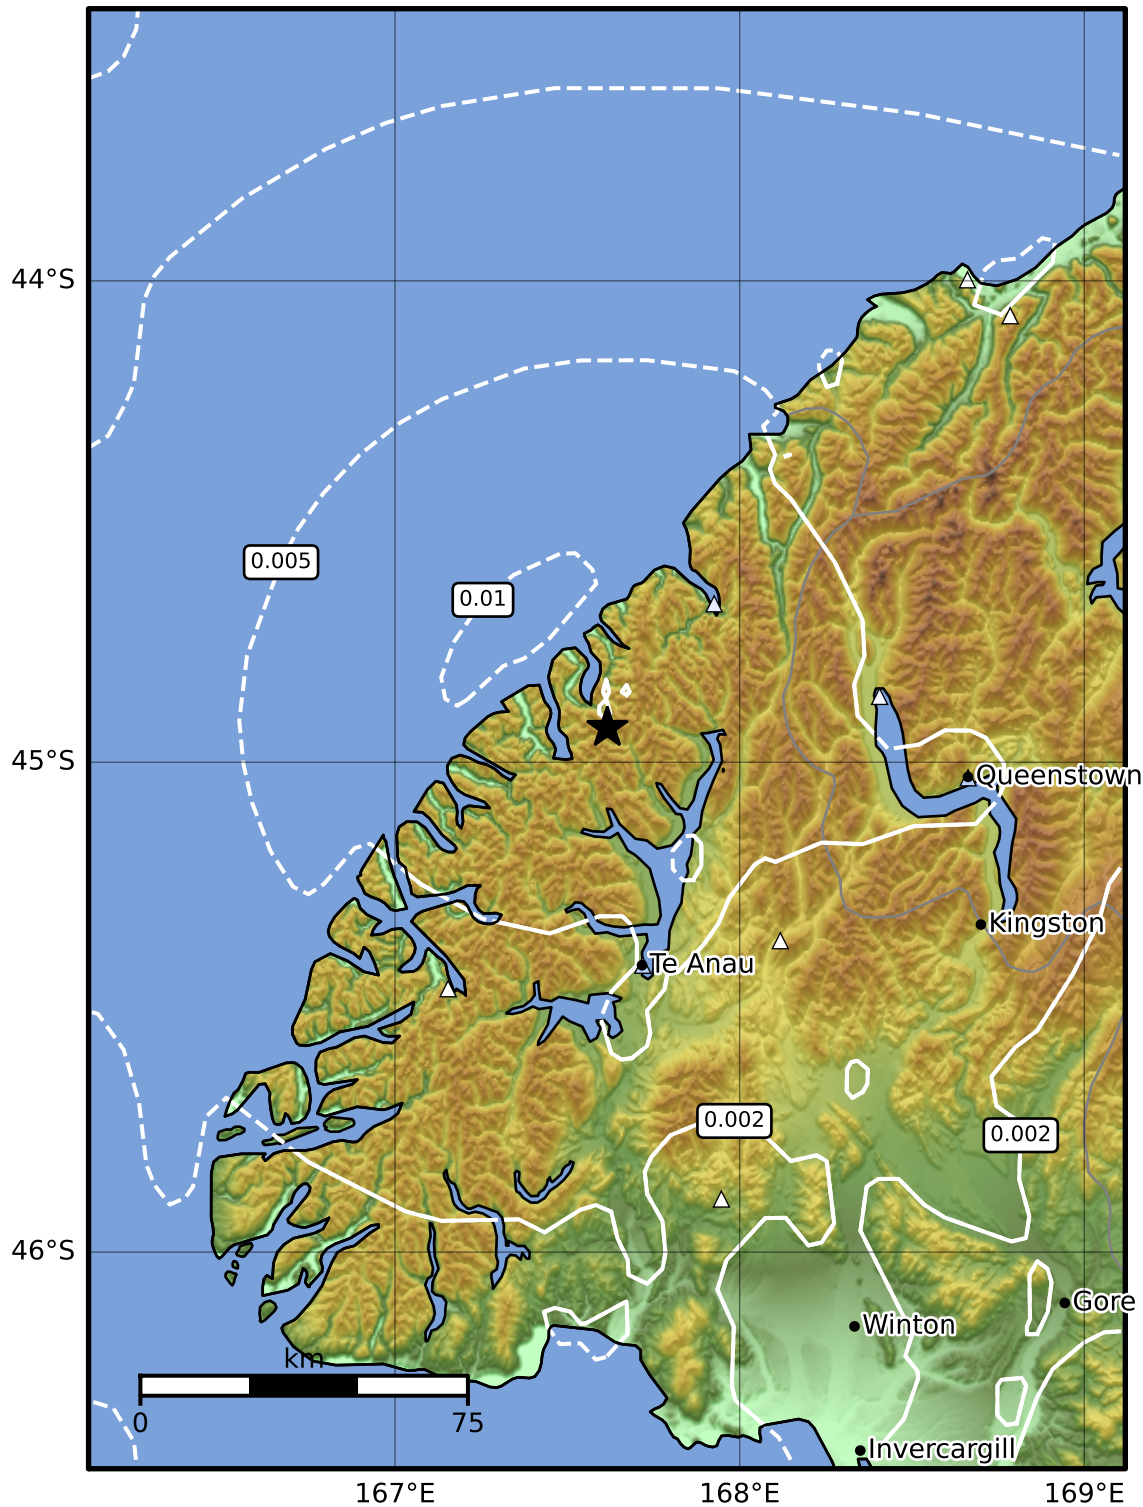 44°S
0.005
0.01
45°S
Queenstown
Kingston
Te Anau
0.002
0.002
46°S
Gore
Winton
km
0
75
Invercargill
167°E
168°E
169°E